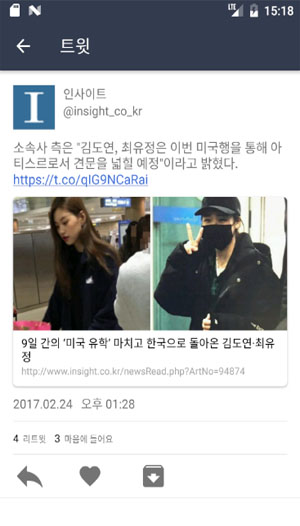 LTE 15:18
트윗
인사이트
@insight_co_kr
소속사 측은 "김도연, 최유정은 이번 미국행을 통해 아
티스르로서 견문을 넓힐 예정"이라고 밝혔다.
https://t.co/qIG9NCaRai
9일 간의 '미국 유학' 마치고 한국으로 돌아온 김도연·최유
정
http://www.insight.co.kr/newsRead.php?ArtNo=94874
2017.02.24 오후 01:28
4 리트윗 3 마음에 들어요